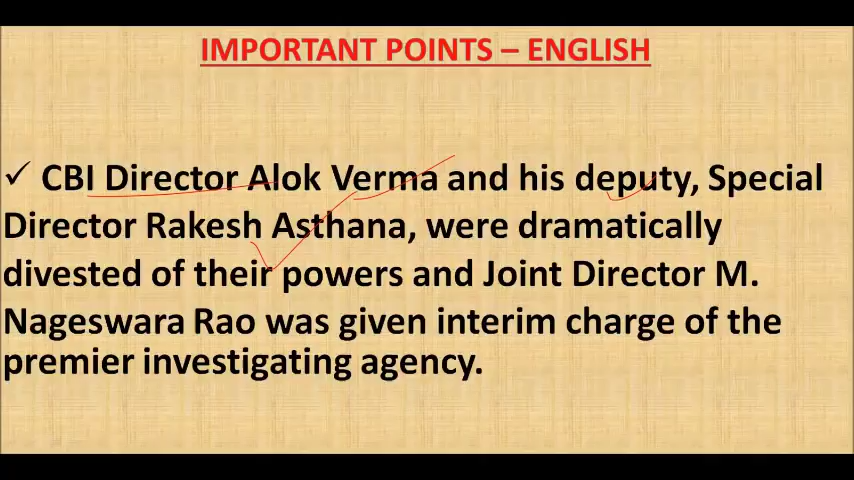 IMPORTANT POINTS – ENGLISH
✓ CBI Director Alok Verma and his deputy, Special
Director Rakesh Asthana, were dramatically
divested of their powers and Joint Director M.
Nageswara Rao was given interim charge of the
premier investigating agency.